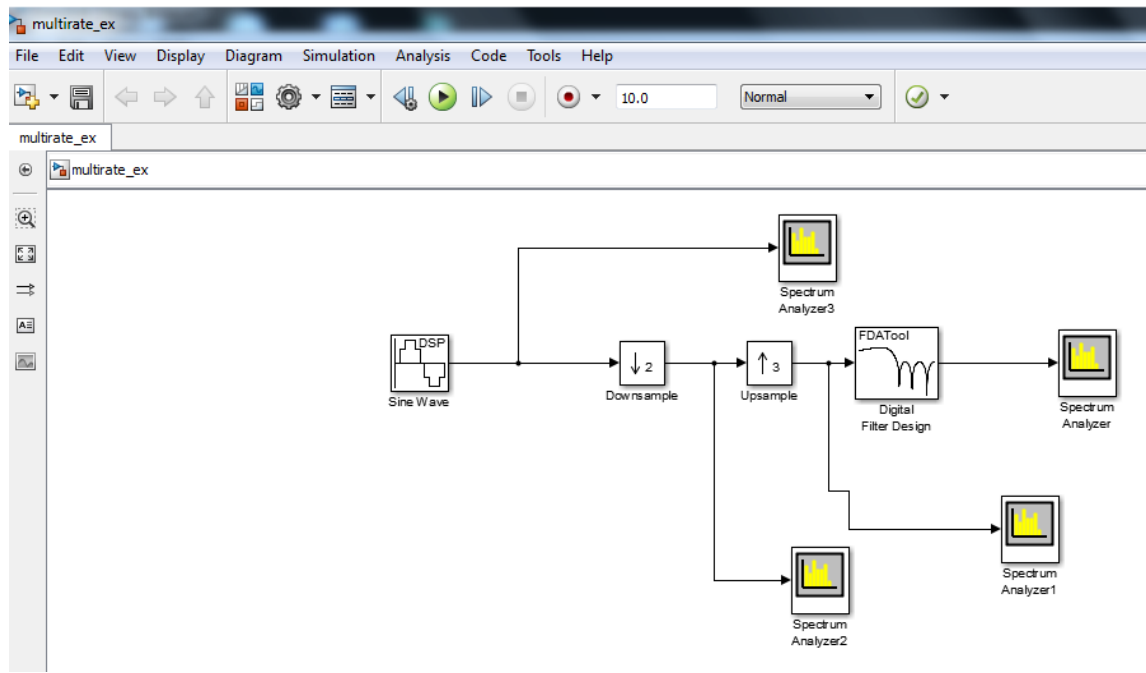 multirate_ex
File Edit View Display Diagram Simulation Analysis Code Tools Help
10.0 Normal
multirate_ex
multirate_ex
Spectrum
Analyzer3
DSP
Sine Wave
2
Downsample
3
Upsample
FDATool
Digital
Filter Design
Spectrum
Analyzer
Spectrum
Analyzer1
Spectrum
Analyzer2